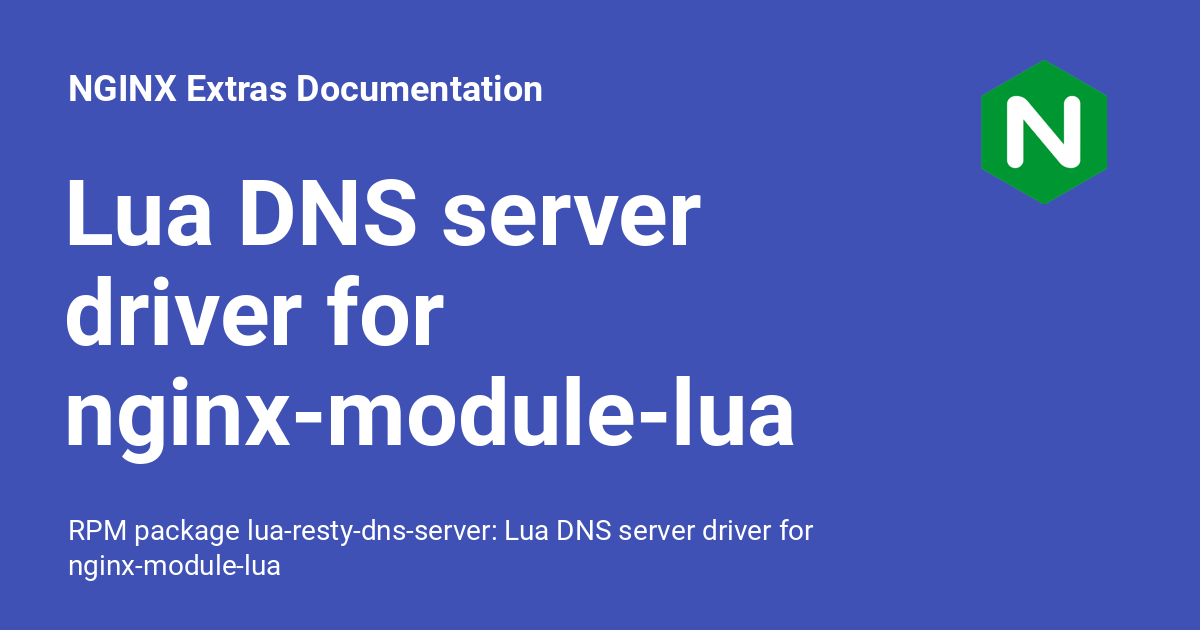 NGINX Extras Documentation
N
Lua DNS server
driver for
nginx-module-lua
RPM package lua-resty-dns-server: Lua DNS server driver for
nginx-module-lua